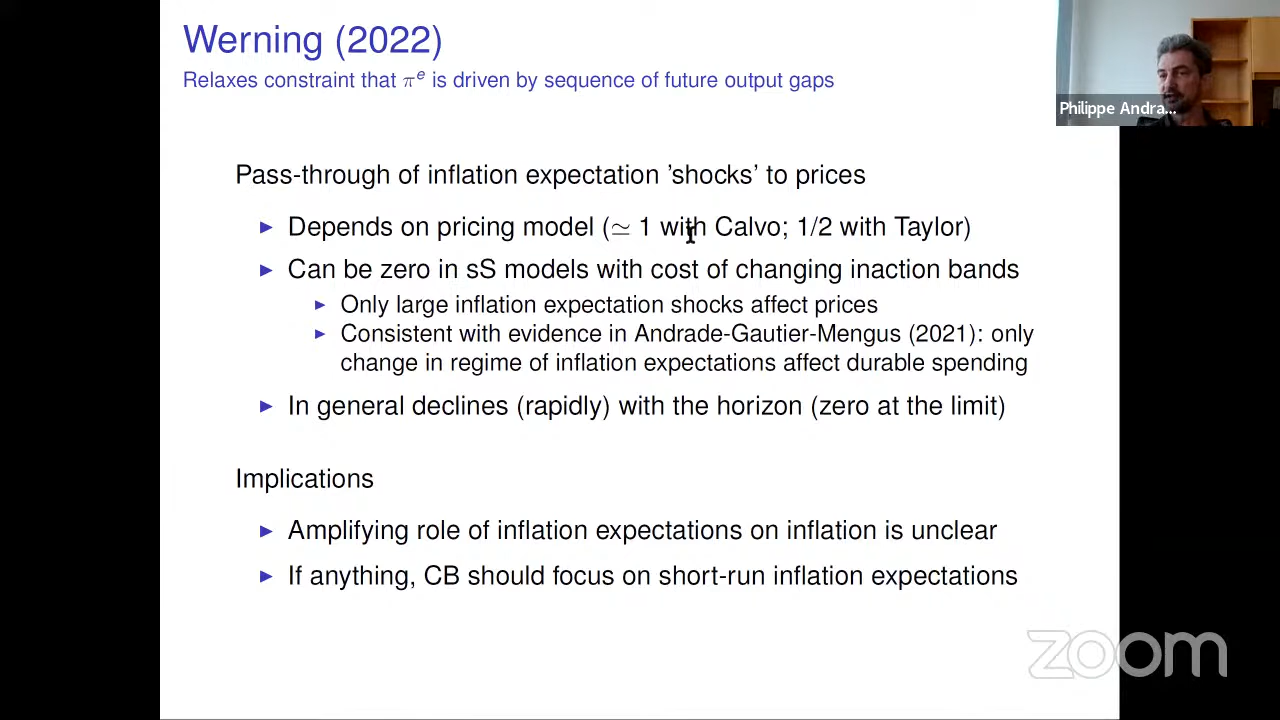 Werning (2022)
Relaxes constraint that πᵉ is driven by sequence of future output gaps
Philippe Andra...
Pass-through of inflation expectation 'shocks' to prices
▶ Depends on pricing model (≃ 1 with Calvo; 1/2 with Taylor)
▶ Can be zero in sS models with cost of changing inaction bands
▶ Only large inflation expectation shocks affect prices
▶ Consistent with evidence in Andrade-Gautier-Mengus (2021): only
change in regime of inflation expectations affect durable spending
▶ In general declines (rapidly) with the horizon (zero at the limit)
Implications
▶ Amplifying role of inflation expectations on inflation is unclear
▶ If anything, CB should focus on short-run inflation expectations
zoom